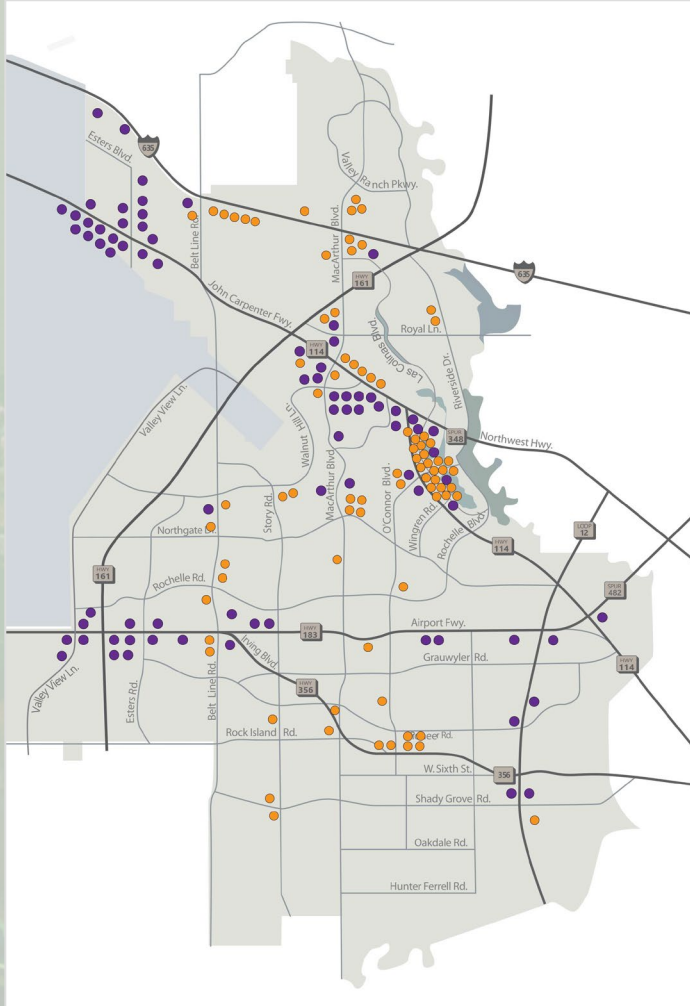 635
Esters Blvd.
Valley Ranch Pkwy.
Belt Line Rd.
MacArthur Blvd.
635
HWY
161
John Carpenter Fwy.
Royal Ln.
Las Colinas Blvd.
HWY
114
Riverside Dr.
Valley View Ln.
Walnut Hill Ln.
SPUR
348
Northwest Hwy.
MacArthur Blvd.
O'Connor Blvd.
Story Rd.
Wingren Rd.
Rochelle Blvd.
Northgate Dr.
LOOP
12
HWY
114
HWY
161
Rochelle Rd.
SPUR
482
Airport Fwy.
HWY
183
Irving Blvd.
Grauwyler Rd.
HWY
114
Valley View Ln.
Esters Rd.
Belt Line Rd.
HWY
356
Rock Island Rd.
Rd.
W. Sixth St.
356
Shady Grove Rd.
Oakdale Rd.
Hunter Ferrell Rd.